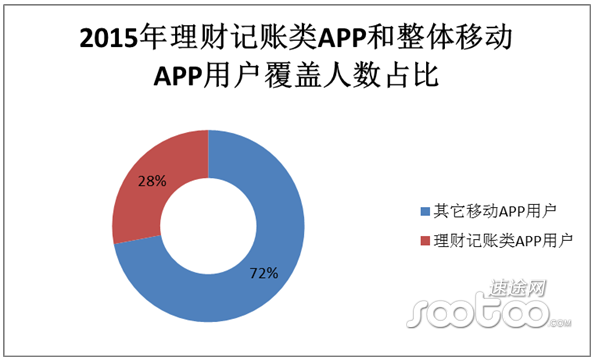 2015年理财记账类APP和整体移动
APP用户覆盖人数占比
28%
72%
其它移动APP用户
理财记账类APP用户
速途网
sootoo
.COM